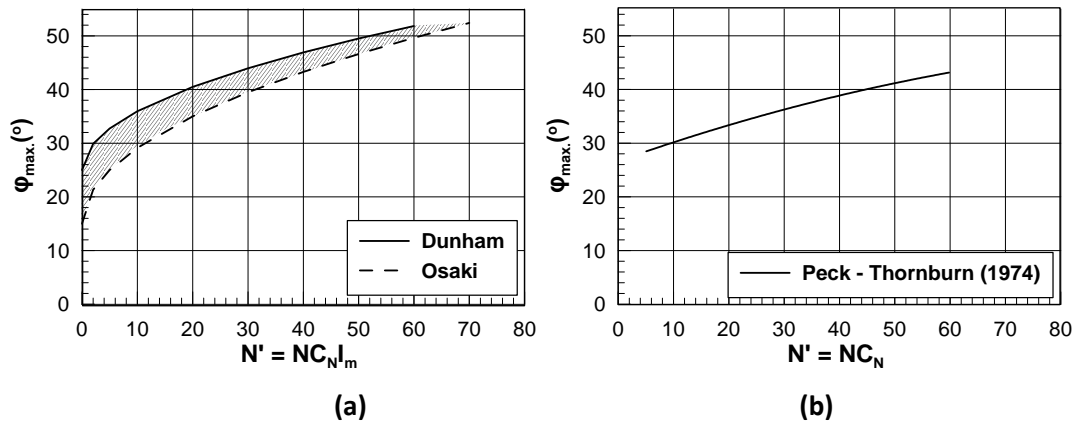 φmax.(º)
50
40
30
20
10
0
Dunham
Osaki
0 10 20 30 40 50 60 70 80
N' = NCNIm
(a)
φmax.(º)
50
40
30
20
10
0
Peck - Thornburn (1974)
0 10 20 30 40 50 60 70 80
N' = NCN
(b)